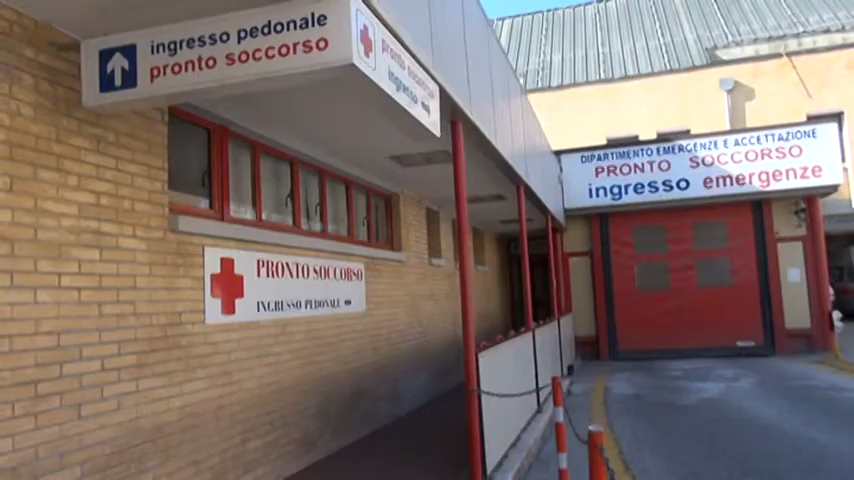 ingresso pedonale
pronto soccorso
pronto soccorso
ingresso
DIPARTIMENTO EMERGENZE E ACCETTAZIONE
PRONTO SOCCORSO
ingresso emergenze
PRONTO SOCCORSO
INGRESSO PEDONALE